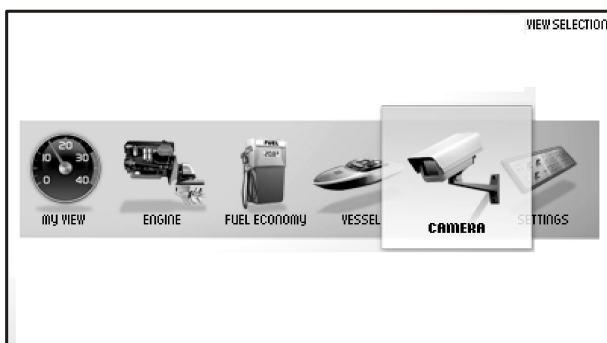 VIEW SELECTION
MY VIEW
ENGINE
FUEL ECONOMY
VESSEL
CAMERA
SETTINGS
10
20
30
0
40
FUEL